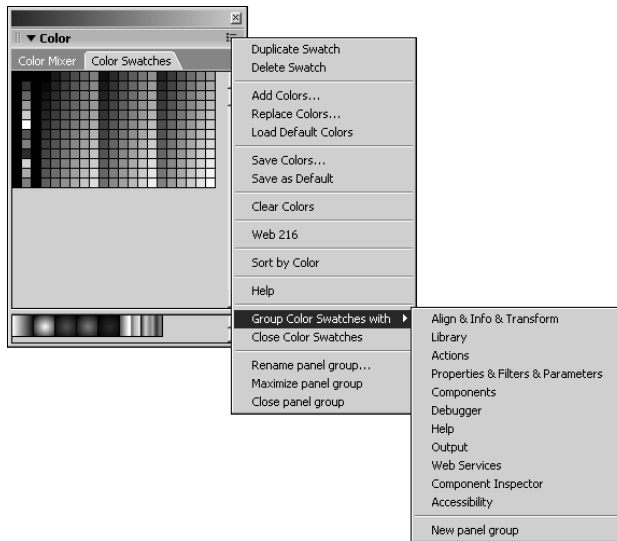 Color
Color Mixer Color Swatches
Duplicate Swatch
Delete Swatch
Add Colors...
Replace Colors...
Load Default Colors
Save Colors...
Save as Default
Clear Colors
Web 216
Sort by Color
Help
Group Color Swatches with
Close Color Swatches
Rename panel group...
Maximize panel group
Close panel group
Align & Info & Transform
Library
Actions
Properties & Filters & Parameters
Components
Debugger
Help
Output
Web Services
Component Inspector
Accessibility
New panel group